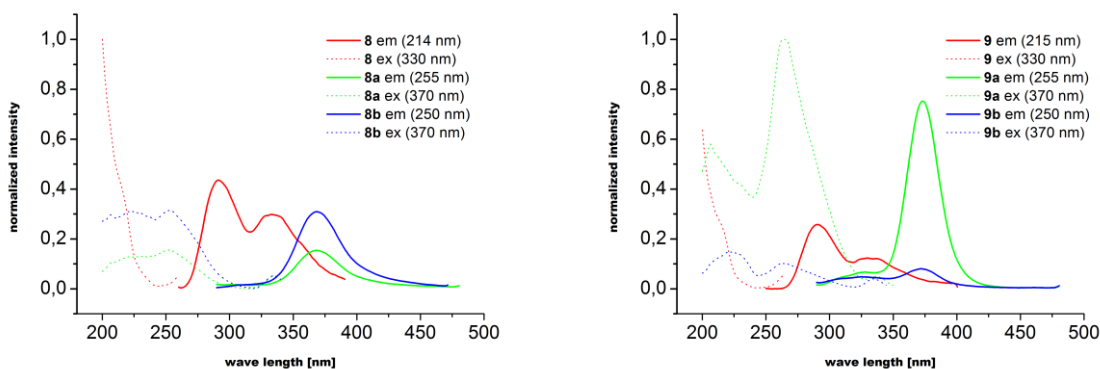 1,0
0,8
0,6
0,4
0,2
0,0
normalized intensity
8 em (214 nm)
8 ex (330 nm)
8a em (255 nm)
8a ex (370 nm)
8b em (250 nm)
8b ex (370 nm)
200 250 300 350 400 450 500
wave length [nm]
1,0
0,8
0,6
0,4
0,2
0,0
normalized intensity
9 em (215 nm)
9 ex (330 nm)
9a em (255 nm)
9a ex (370 nm)
9b em (250 nm)
9b ex (370 nm)
200 250 300 350 400 450 500
wave length [nm]